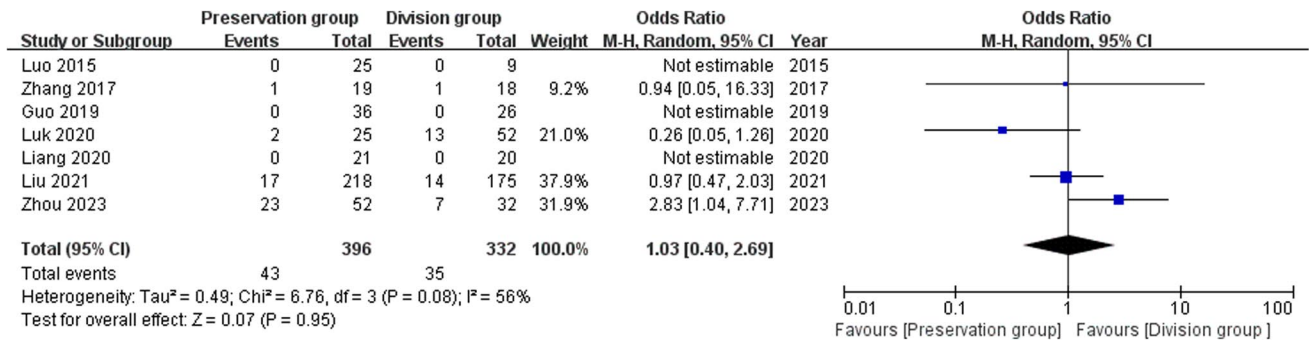 Preservation group Division group Odds Ratio Odds Ratio
Study or Subgroup Events Total Events Total Weight M-H, Random, 95% CI Year M-H, Random, 95% CI
Luo 2015 0 25 0 9 Not estimable 2015
Zhang 2017 1 19 1 18 9.2% 0.94 [0.05, 16.33] 2017
Guo 2019 0 36 0 26 Not estimable 2019
Luk 2020 2 25 13 52 21.0% 0.26 [0.05, 1.26] 2020
Liang 2020 0 21 0 20 Not estimable 2020
Liu 2021 17 218 14 175 37.9% 0.97 [0.47, 2.03] 2021
Zhou 2023 23 52 7 32 31.9% 2.83 [1.04, 7.71] 2023
Total (95% CI) 396 332 100.0% 1.03 [0.40, 2.69]
Total events 43 35
Heterogeneity: Tau² = 0.49; Chi² = 6.76, df = 3 (P = 0.08); I² = 56%
Test for overall effect: Z = 0.07 (P = 0.95)
0.01 0.1 1 10 100
Favours [Preservation group] Favours [Division group ]